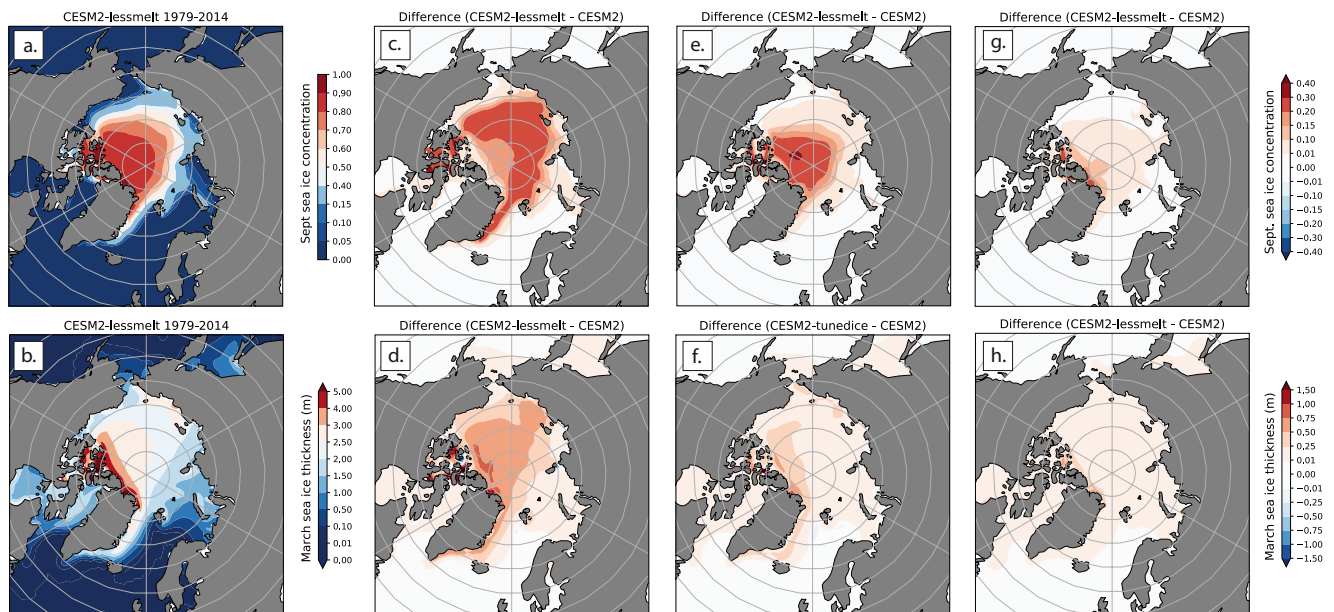 CESM2-lessmelt 1979-2014
a.
1.00
0.90
0.80
0.70
0.60
0.50
0.40
0.30
0.20
0.15
0.10
0.05
0.00
Sept sea ice concentration
Difference (CESM2-lessmelt - CESM2)
c.
Difference (CESM2-lessmelt - CESM2)
e.
Difference (CESM2-lessmelt - CESM2)
g.
0.40
0.30
0.20
0.15
0.10
0.01
0.00
−0.01
−0.10
−0.15
−0.20
−0.30
−0.40
Sept. sea ice concentration
CESM2-lessmelt 1979-2014
b.
5.00
4.00
3.00
2.50
2.00
1.50
1.00
0.50
0.10
0.00
March sea ice thickness (m)
Difference (CESM2-lessmelt - CESM2)
d.
Difference (CESM2-tunedice - CESM2)
f.
Difference (CESM2-lessmelt - CESM2)
h.
1,50
1,00
0,75
0,50
0,25
0,01
0,00
−0,01
−0,25
−0,50
−0,75
−1,00
−1,50
March sea ice thickness (m)